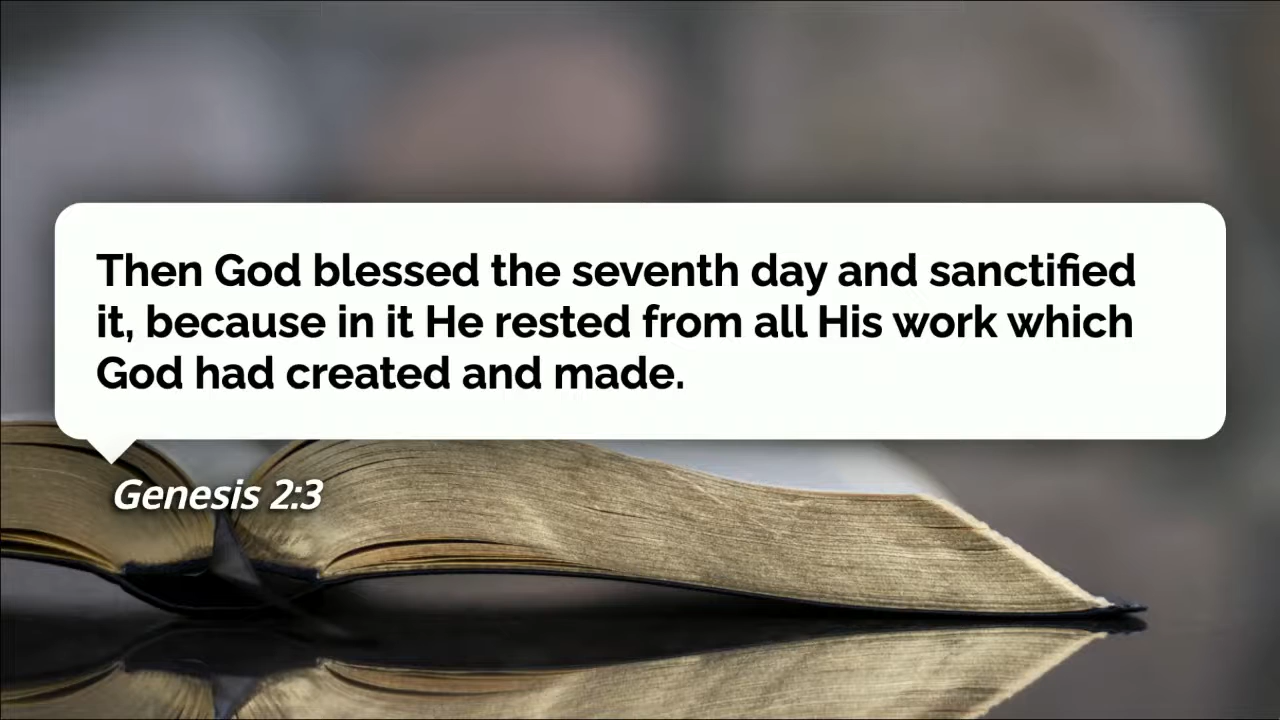 Then God blessed the seventh day and sanctified
it, because in it He rested from all His work which
God had created and made.
Genesis 2:3